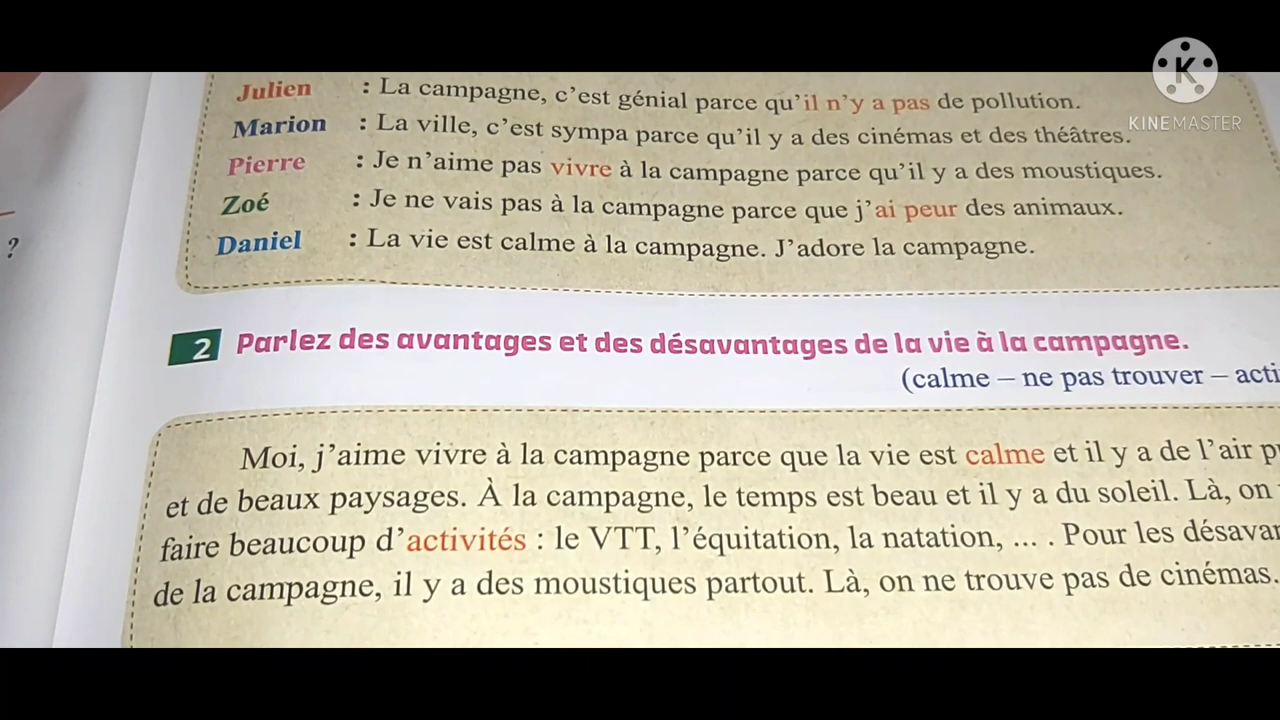 Julien : La campagne, c'est génial parce qu'il n'y a pas de pollution.
Marion : La ville, c'est sympa parce qu'il y a des cinémas et des théâtres.
Pierre : Je n'aime pas vivre à la campagne parce qu'il y a des moustiques.
Zoé : Je ne vais pas à la campagne parce que j'ai peur des animaux.
Daniel : La vie est calme à la campagne. J'adore la campagne.
?
2 Parlez des avantages et des désavantages de la vie à la campagne.
(calme – ne pas trouver – acti
Moi, j'aime vivre à la campagne parce que la vie est calme et il y a de l'air p
et de beaux paysages. À la campagne, le temps est beau et il y a du soleil. Là, on
faire beaucoup d'activités : le VTT, l'équitation, la natation, ... . Pour les désava
de la campagne, il y a des moustiques partout. Là, on ne trouve pas de cinémas.
K
KINEMASTER